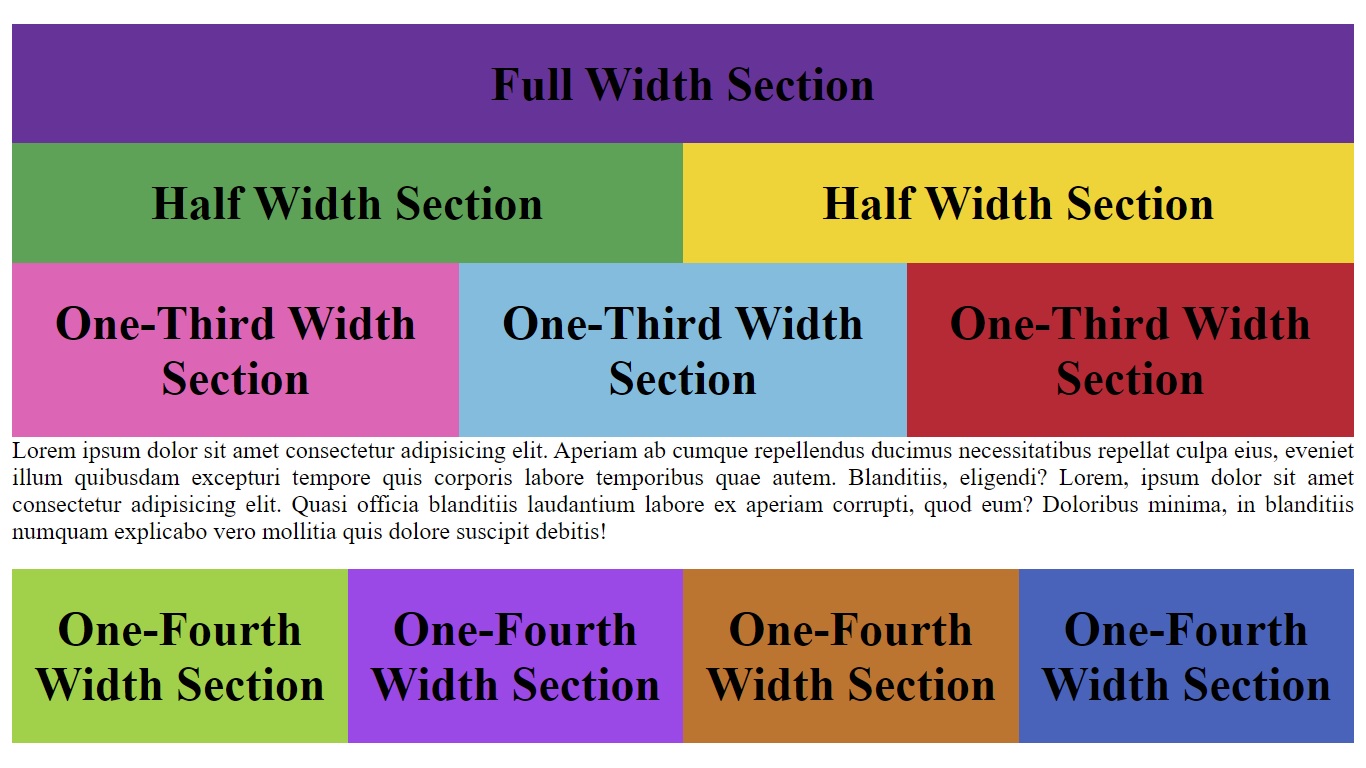 Full Width Section
Half Width Section Half Width Section
One-Third Width One-Third Width One-Third Width
Section Section Section
Lorem ipsum dolor sit amet consectetur adipisicing elit. Aperiam ab cumque repellendus ducimus necessitatibus repellat culpa eius, eveniet
illum quibusdam excepturi tempore quis corporis labore temporibus quae autem. Blanditiis, eligendi? Lorem, ipsum dolor sit amet
consectetur adipisicing elit. Quasi officia blanditiis laudantium labore ex aperiam corrupti, quod eum? Doloribus minima, in blanditiis
numquam explicabo vero mollitia quis dolore suscipit debitis!
One-Fourth One-Fourth One-Fourth One-Fourth
Width Section Width Section Width Section Width Section